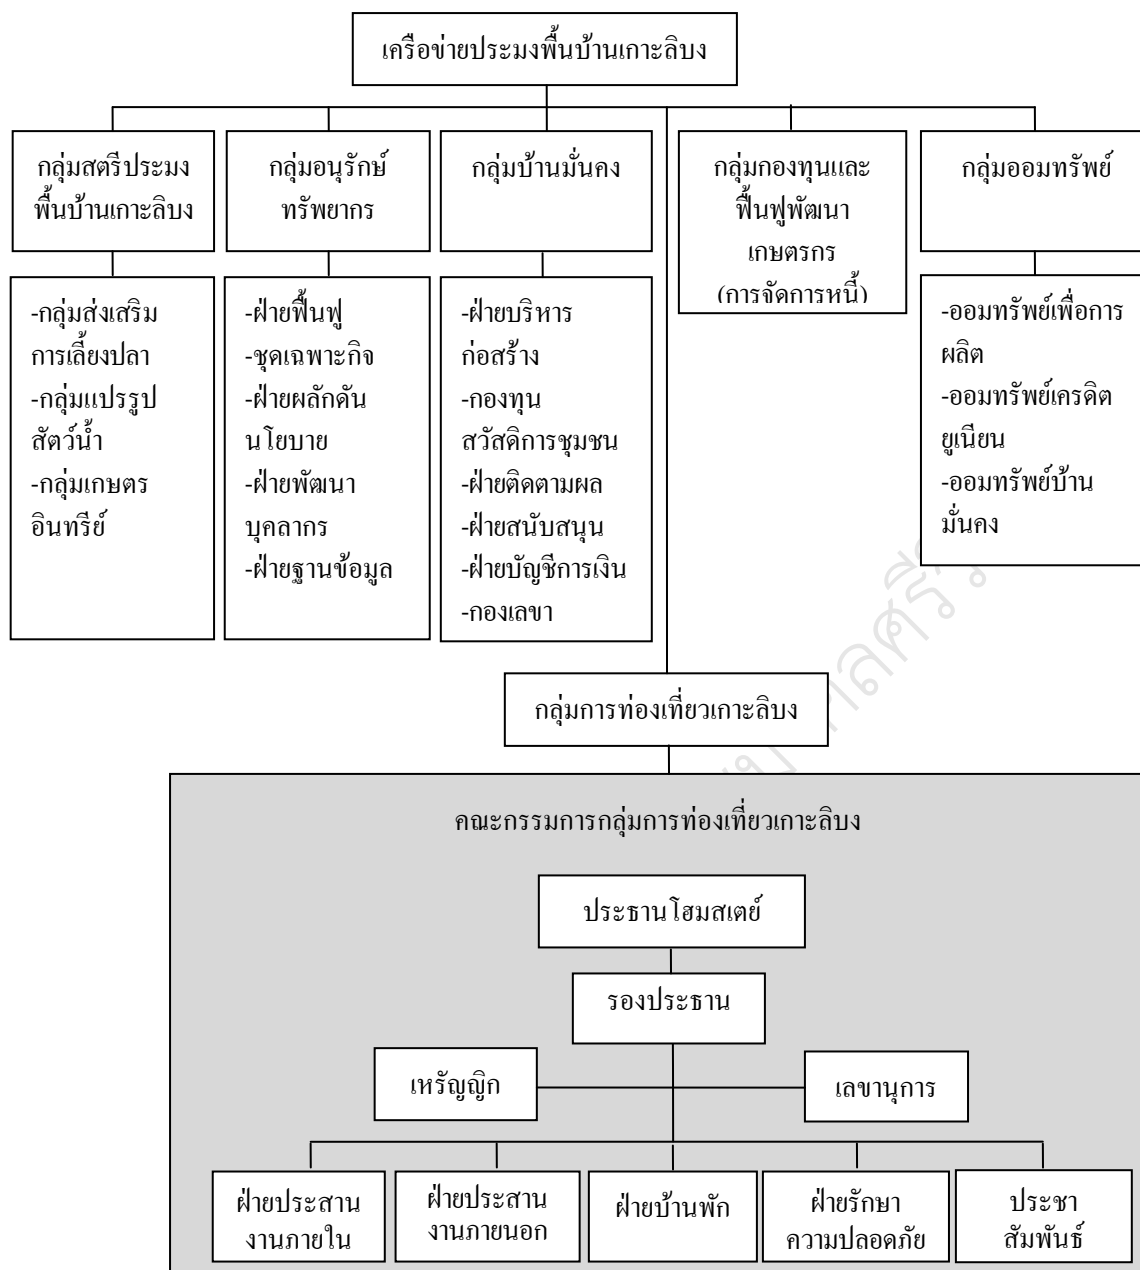 เครือข่ายประมงพื้นบ้านเกาะลิบง
กลุ่มสตรีประมง
พื้นบ้านเกาะลิบง
กลุ่มอนุรักษ์
ทรัพยากร
กลุ่มบ้านมั่นคง
กลุ่มกองทุนและ
ฟื้นฟูพัฒนา
เกษตรกร
(การจัดการหนี้)
กลุ่มออมทรัพย์
-กลุ่มส่งเสริม
การเลี้ยงปลา
-กลุ่มแปรรูป
สัตว์น้ำ
-กลุ่มเกษตร
อินทรีย์
-ฝ่ายฟื้นฟู
-ชุดเฉพาะกิจ
-ฝ่ายผลักดัน
นโยบาย
-ฝ่ายพัฒนา
บุคลากร
-ฝ่ายฐานข้อมูล
-ฝ่ายบริหาร
ก่อสร้าง
-กองทุน
สวัสดิการชุมชน
-ฝ่ายติดตามผล
-ฝ่ายสนับสนุน
-ฝ่ายบัญชีการเงิน
-กองเลขา
-ออมทรัพย์เพื่อการ
ผลิต
-ออมทรัพย์เครดิต
ยูเนียน
-ออมทรัพย์บ้าน
มั่นคง
กลุ่มการท่องเที่ยวเกาะลิบง
คณะกรรมการกลุ่มการท่องเที่ยวเกาะลิบง
ประธานโฮมสเตย์
รองประธาน
เหรัญญิก
เลขานุการ
ฝ่ายประสาน
งานภายใน
ฝ่ายประสาน
งานภายนอก
ฝ่ายบ้านพัก
ฝ่ายรักษา
ความปลอดภัย
ประชา
สัมพันธ์